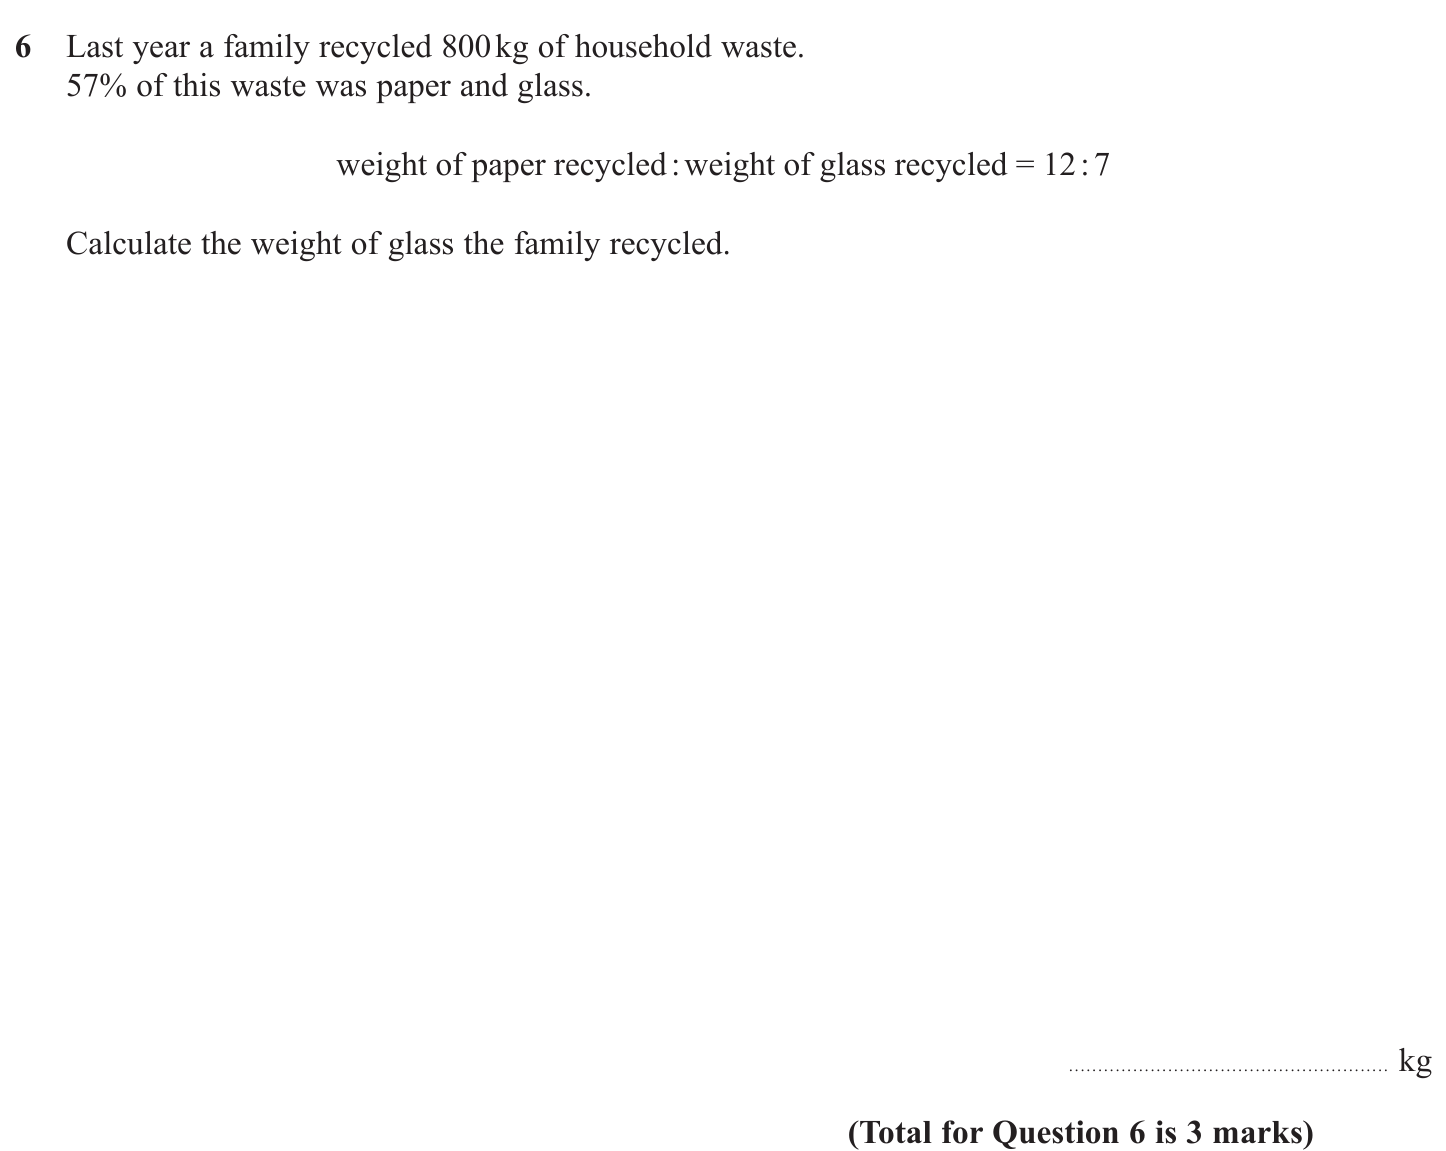 6 Last year a family recycled 800 kg of household waste.
57% of this waste was paper and glass.
weight of paper recycled : weight of glass recycled = 12 : 7
Calculate the weight of glass the family recycled.
...................................................... kg
(Total for Question 6 is 3 marks)